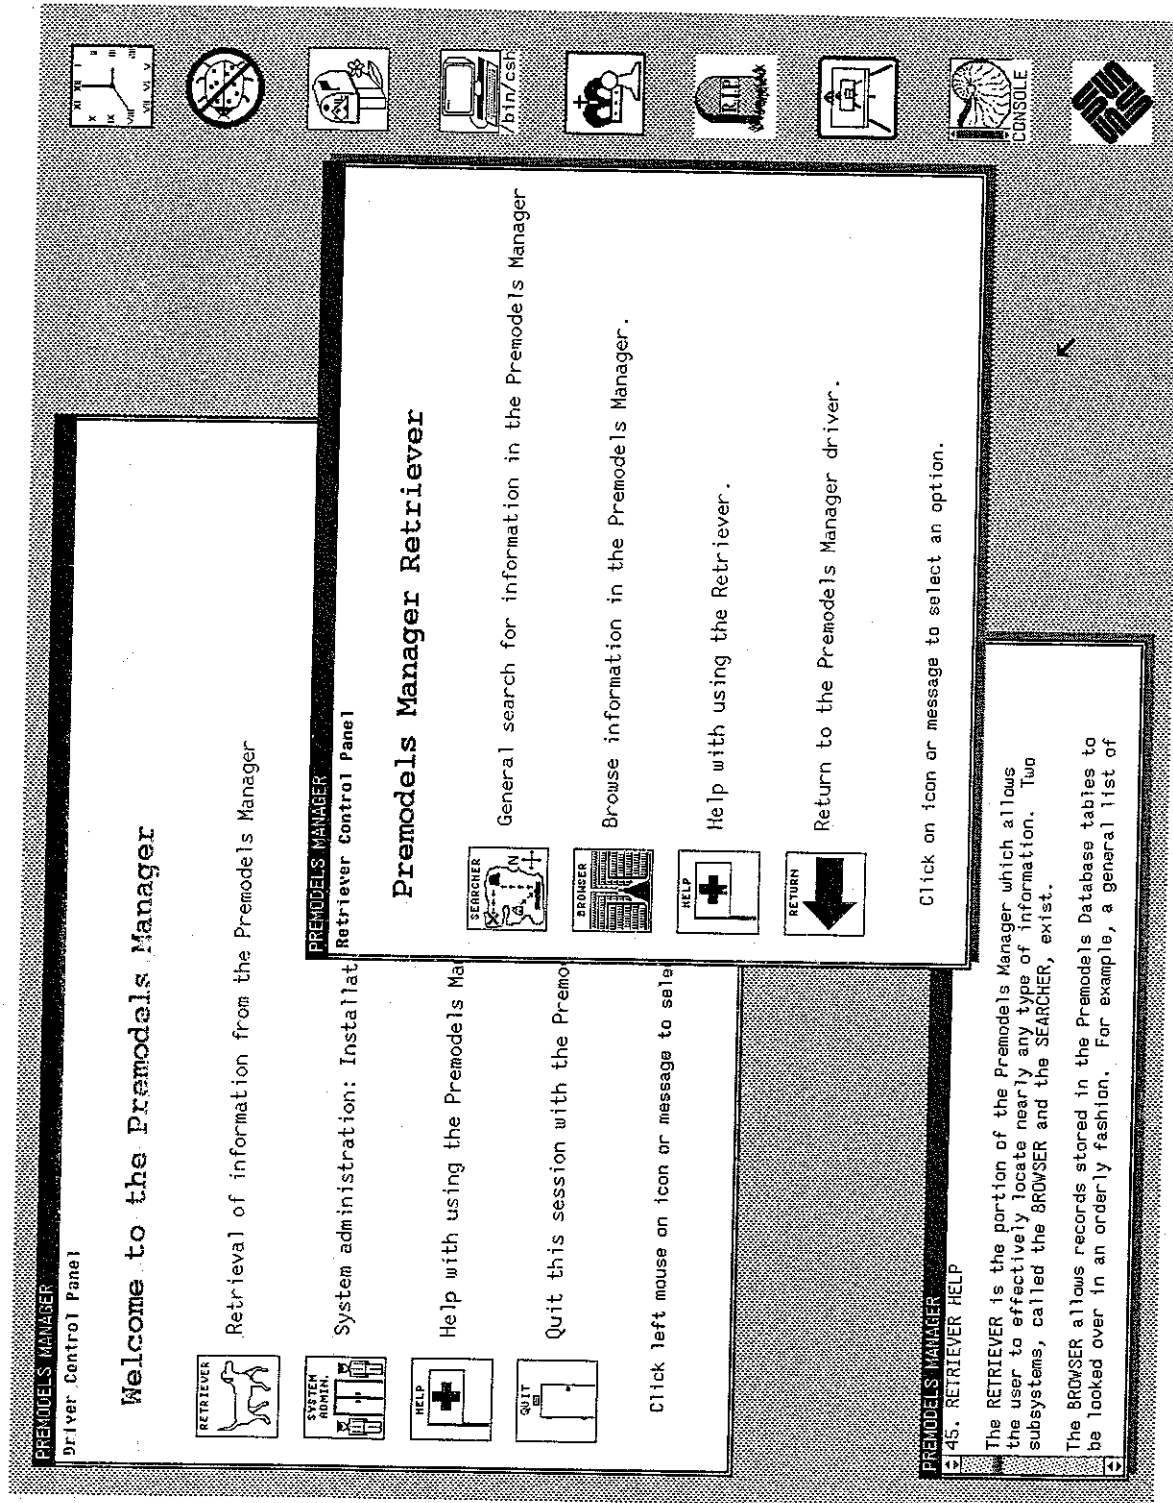 PREMODELS MANAGER
Driver Control Panel
Welcome to the Premodels Manager
RETRIEVER
Retrieval of information from the Premodels Manager
SYSTEM
ADMIN.
System administration: Installat
HELP
Help with using the Premodels Ma
QUIT
Quit this session with the Premo
Click left mouse on icon or message to sele
PREMODELS MANAGER
Retriever Control Panel
Premodels Manager Retriever
SEARCHER
N
General search for information in the Premodels Manager
BROWSER
Browse information in the Premodels Manager.
HELP
Help with using the Retriever.
RETURN
Return to the Premodels Manager driver.
Click on icon or message to select an option.
PREMODELS MANAGER
45. RETRIEVER HELP
The RETRIEVER is the portion of the Premodels Manager which allows
the user to effectively locate nearly any type of information.  Two
subsystems, called the BROWSER and the SEARCHER, exist.
The BROWSER allows records stored in the Premodels Database tables to
be looked over in an orderly fashion.  For example, a general list of
/bin/csh
R.I.P
CONSOLE
SUN